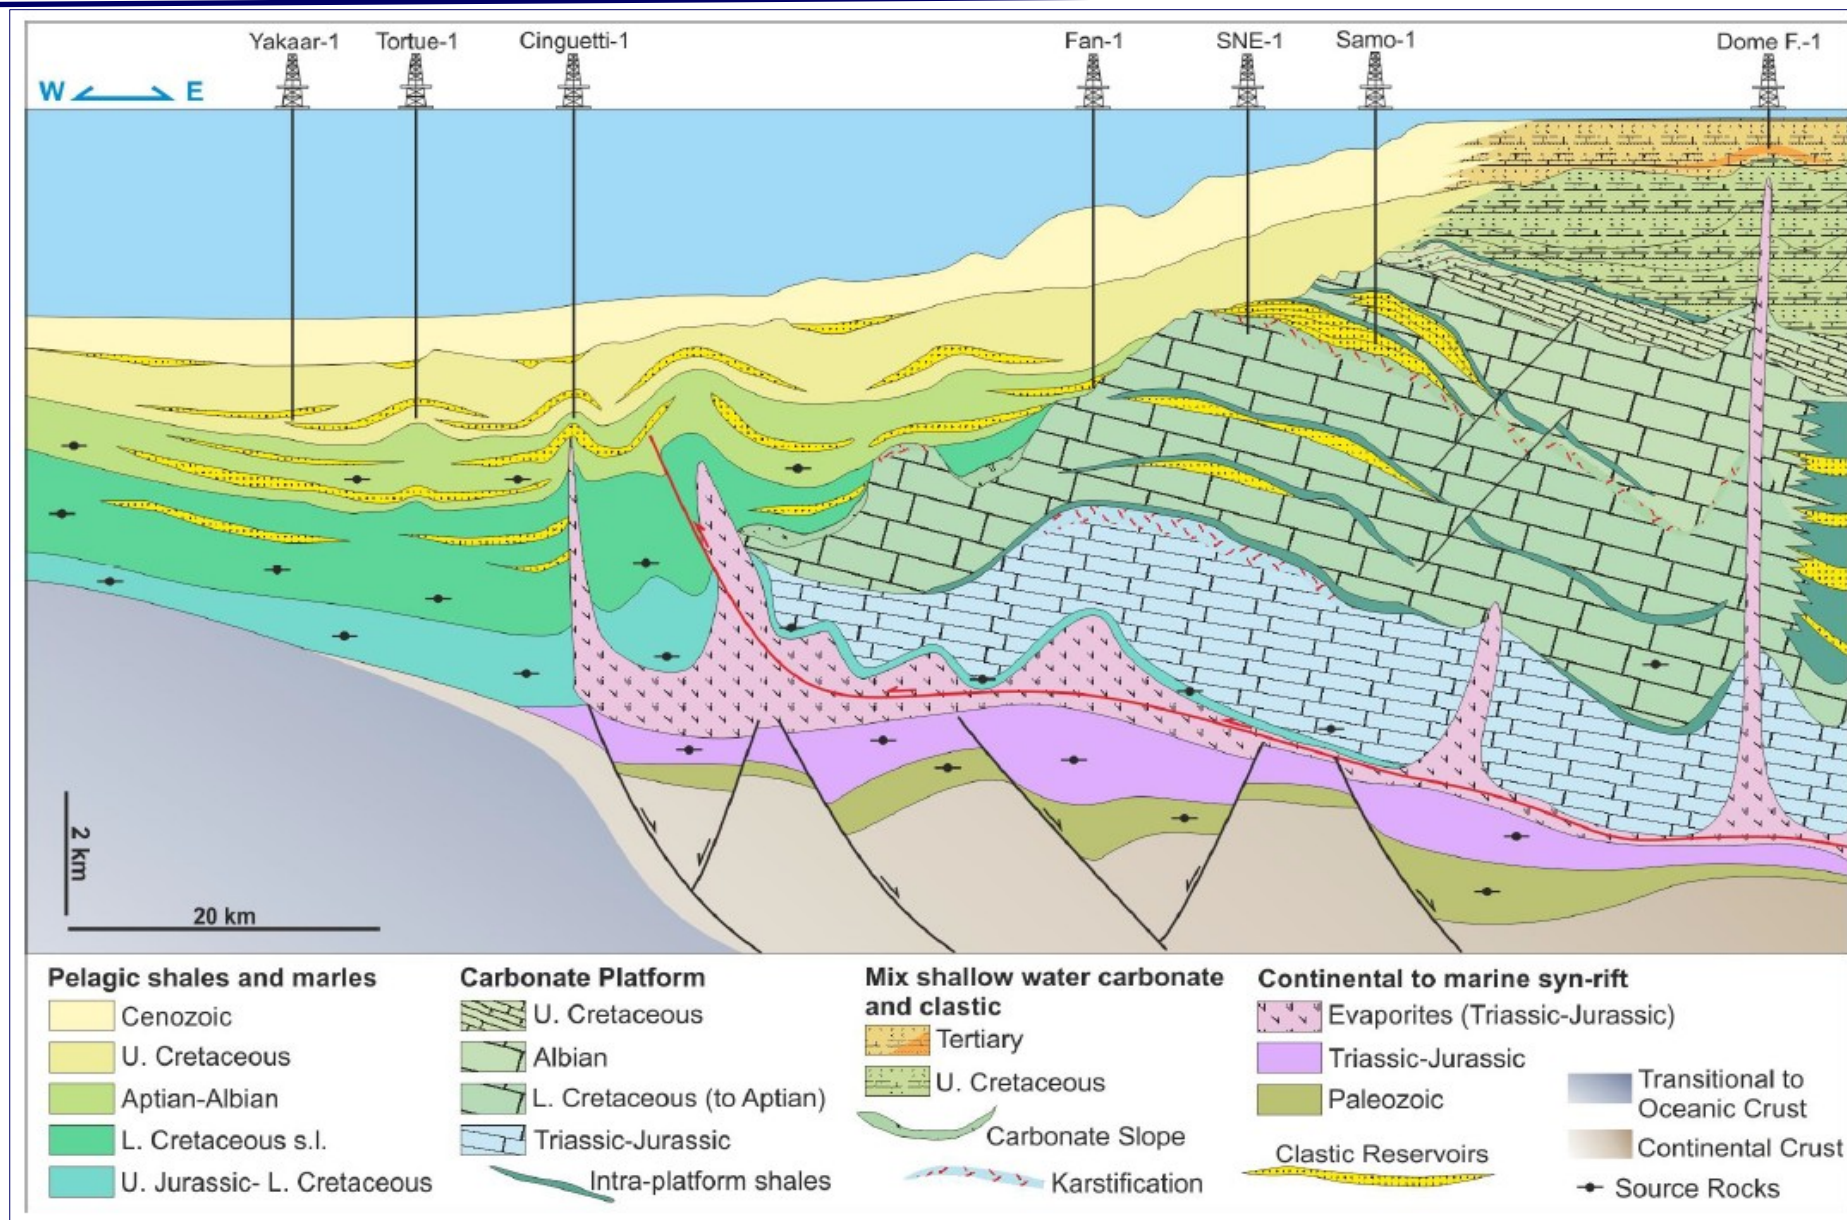 Yakaar-1 Tortue-1 Cinguetti-1 Fan-1 SNE-1 Samo-1 Dome F.-1
W E
2 km
20 km
Pelagic shales and marles
Cenozoic
U. Cretaceous
Aptian-Albian
L. Cretaceous s.l.
U. Jurassic- L. Cretaceous
Carbonate Platform
U. Cretaceous
Albian
L. Cretaceous (to Aptian)
Triassic-Jurassic
Intra-platform shales
Mix shallow water carbonate
and clastic
Tertiary
U. Cretaceous
Carbonate Slope
Karstification
Continental to marine syn-rift
Evaporites (Triassic-Jurassic)
Triassic-Jurassic
Paleozoic
Clastic Reservoirs
Transitional to
Oceanic Crust
Continental Crust
Source Rocks